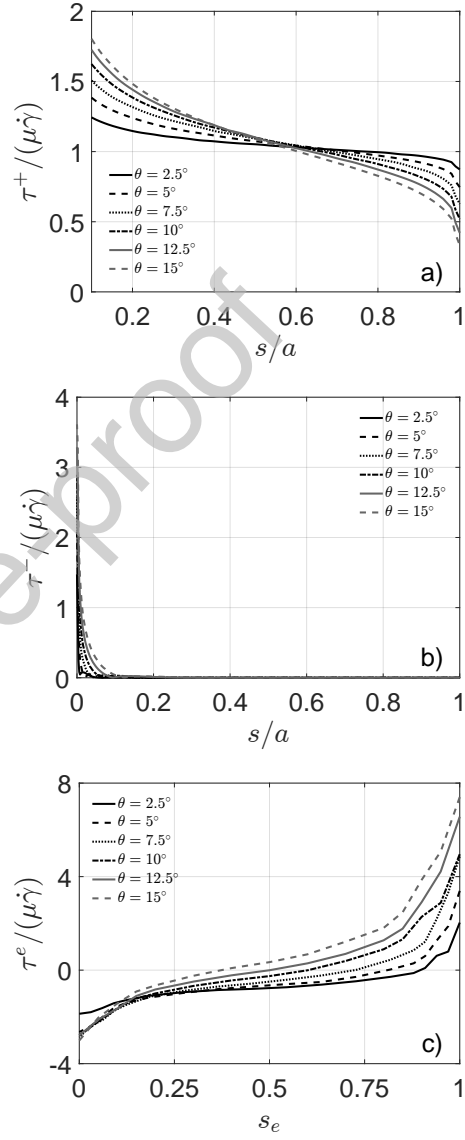 2
1.5
1
0.5
0
τ⁺/(μγ̇)
θ = 2.5°
θ = 5°
θ = 7.5°
θ = 10°
θ = 12.5°
θ = 15°
a)
0.2 0.4 0.6 0.8 1
s/a
4
3
2
1
0
τ⁻/(μγ̇)
θ = 2.5°
θ = 5°
θ = 7.5°
θ = 10°
θ = 12.5°
θ = 15°
b)
0 0.2 0.4 0.6 0.8 1
s/a
8
4
0
-4
τᵉ/(μγ̇)
θ = 2.5°
θ = 5°
θ = 7.5°
θ = 10°
θ = 12.5°
θ = 15°
c)
0 0.25 0.5 0.75 1
sₑ
e-proof